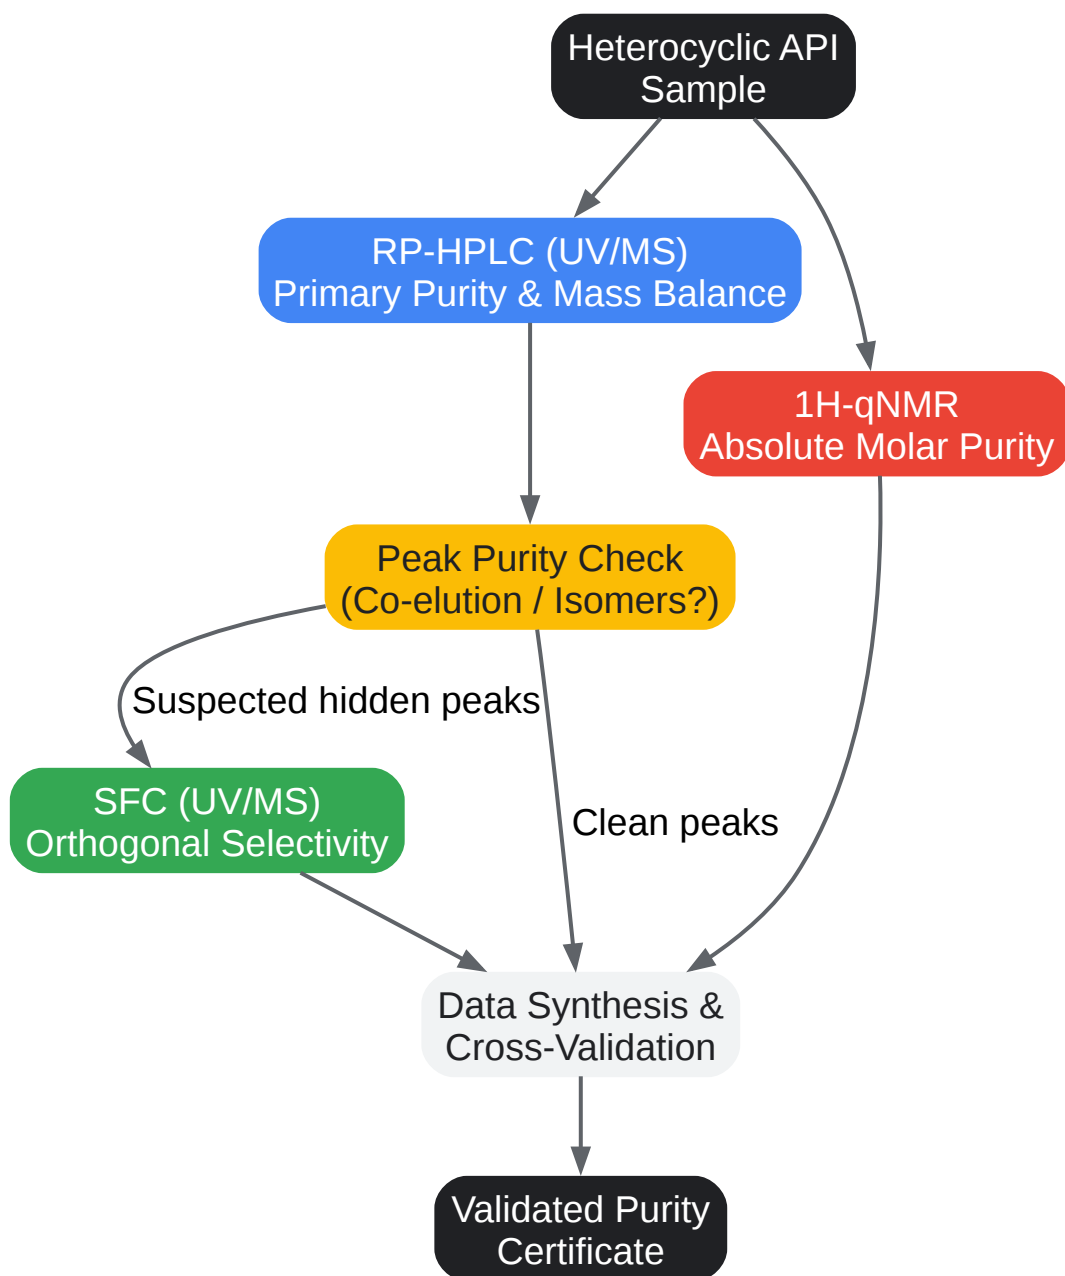 Heterocyclic API
Sample
RP-HPLC (UV/MS)
Primary Purity & Mass Balance
1H-qNMR
Absolute Molar Purity
Peak Purity Check
(Co-elution / Isomers?)
Suspected hidden peaks
SFC (UV/MS)
Orthogonal Selectivity
Clean peaks
Data Synthesis &
Cross-Validation
Validated Purity
Certificate